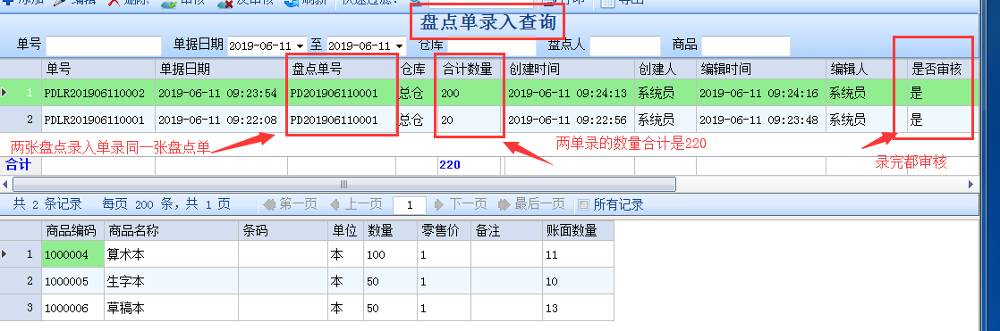 添加 编辑 删除 审核 反审核 刷新 快速过滤： 打印 导出
盘点单录入查询
单号 单据日期 2019-06-11 至 2019-06-11 仓库 盘点人 商品
单号 单据日期 盘点单号 仓库 合计数量 创建时间 创建人 编辑时间 编辑人 是否审核
1 PDLR201906110002 2019-06-11 09:23:54 PD201906110001 总仓 200 2019-06-11 09:24:13 系统员 2019-06-11 09:24:16 系统员 是
2 PDLR201906110001 2019-06-11 09:22:08 PD201906110001 总仓 20 2019-06-11 09:22:56 系统员 2019-06-11 09:23:48 系统员 是
两张盘点录入单录同一张盘点单 两单录的数量合计是220
录完都审核
合计 220
共 2 条记录 每页 200 条，共 1 页 第一页 上一页 1 下一页 最后一页 所有记录
商品编码 商品名称 条码 单位 数量 零售价 备注 账面数量
1 1000004 算术本 本 100 1 11
2 1000005 生字本 本 50 1 10
3 1000006 草稿本 本 50 1 13